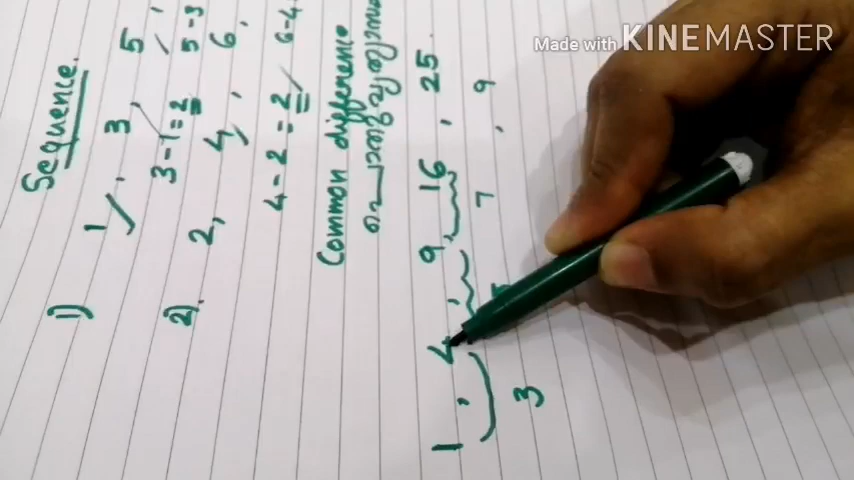 Made with KINEMASTER
Sequence.
1) 1, 3, 5,
3-1=2 5-3
2). 2, 4, 6,
4-2=2 6-4
Common difference
1, 4, 9, 16, 25.
3 5 7, 9